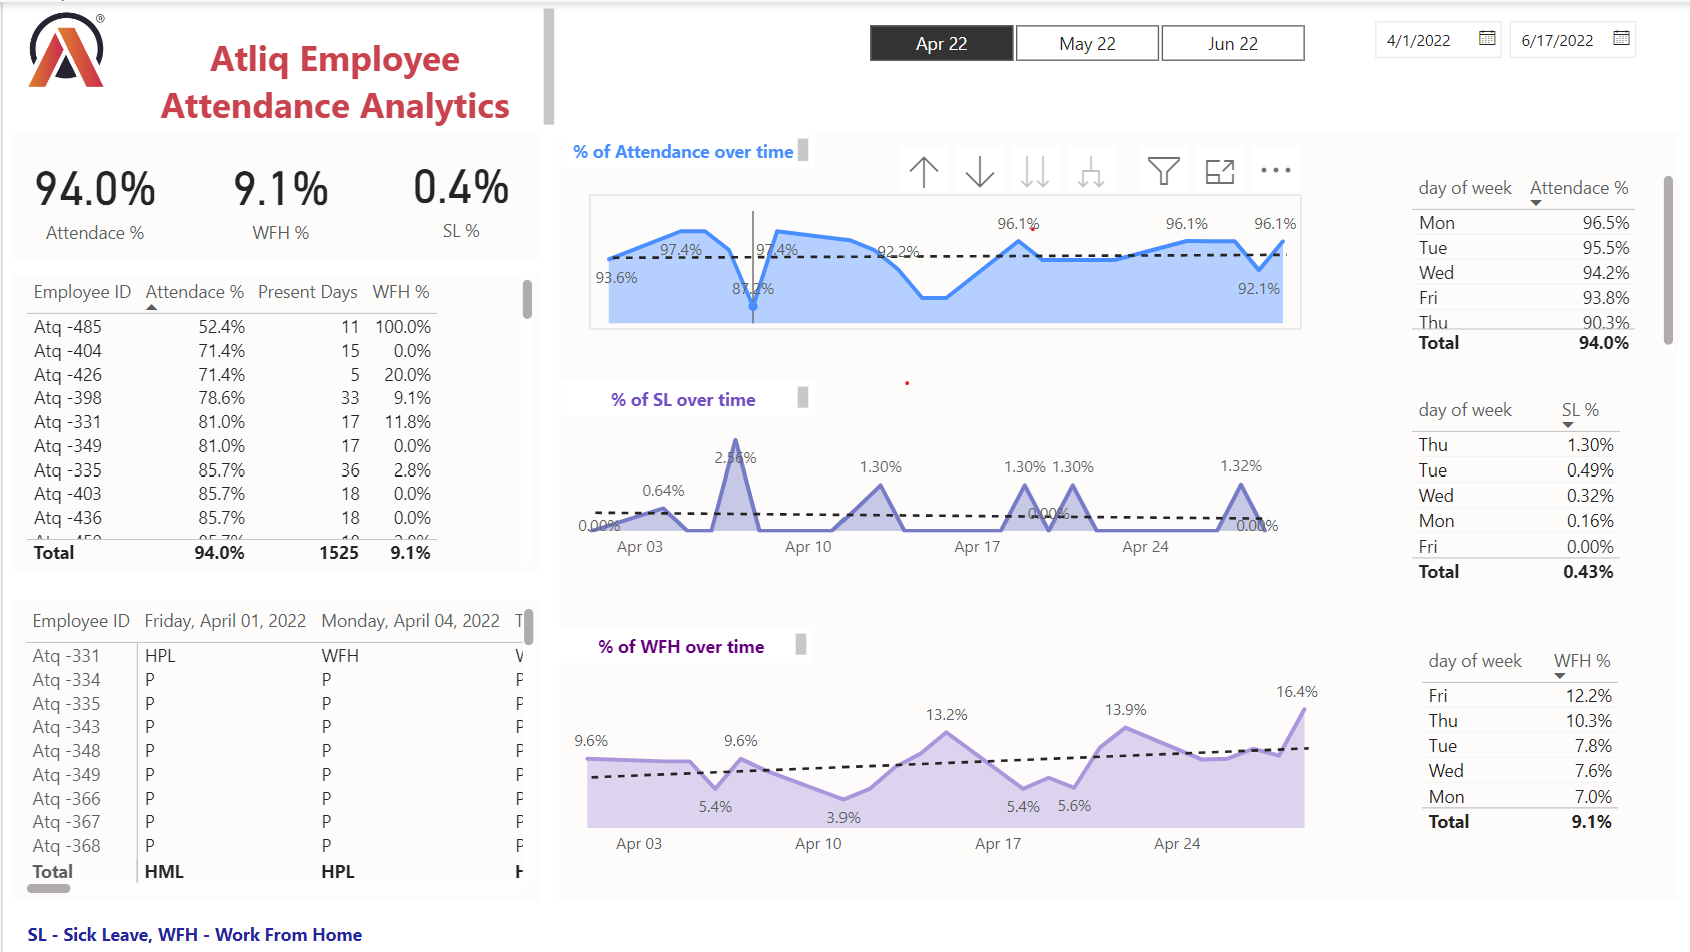 ®
Atliq Employee
Attendance Analytics
Apr 22
May 22
Jun 22
4/1/2022
6/17/2022
94.0%
9.1%
0.4%
Attendace %
WFH %
SL %
Employee ID Attendace % Present Days WFH %
Atq -485 52.4% 11 100.0%
Atq -404 71.4% 15 0.0%
Atq -426 71.4% 5 20.0%
Atq -398 78.6% 33 9.1%
Atq -331 81.0% 17 11.8%
Atq -349 81.0% 17 0.0%
Atq -335 85.7% 36 2.8%
Atq -403 85.7% 18 0.0%
Atq -436 85.7% 18 0.0%
Total 94.0% 1525 9.1%
Employee ID Friday, April 01, 2022 Monday, April 04, 2022 T
Atq -331 HPL WFH
Atq -334 P P P
Atq -335 P P P
Atq -343 P P P
Atq -348 P P P
Atq -349 P P P
Atq -366 P P P
Atq -367 P P P
Atq -368 P P P
Total HML HPL
SL - Sick Leave, WFH - Work From Home
% of Attendance over time
93.6%
97.4%
87.2%
97.4%
92.2%
96.1%
96.1%
92.1%
96.1%
% of SL over time
0.00%
0.64%
2.56%
1.30%
1.30%
0.00%
1.30%
1.32%
0.00%
Apr 03
Apr 10
Apr 17
Apr 24
% of WFH over time
9.6%
5.4%
9.6%
3.9%
13.2%
5.4%
5.6%
13.9%
16.4%
Apr 03
Apr 10
Apr 17
Apr 24
day of week Attendace %
Mon 96.5%
Tue 95.5%
Wed 94.2%
Fri 93.8%
Thu 90.3%
Total 94.0%
day of week SL %
Thu 1.30%
Tue 0.49%
Wed 0.32%
Mon 0.16%
Fri 0.00%
Total 0.43%
day of week WFH %
Fri 12.2%
Thu 10.3%
Tue 7.8%
Wed 7.6%
Mon 7.0%
Total 9.1%